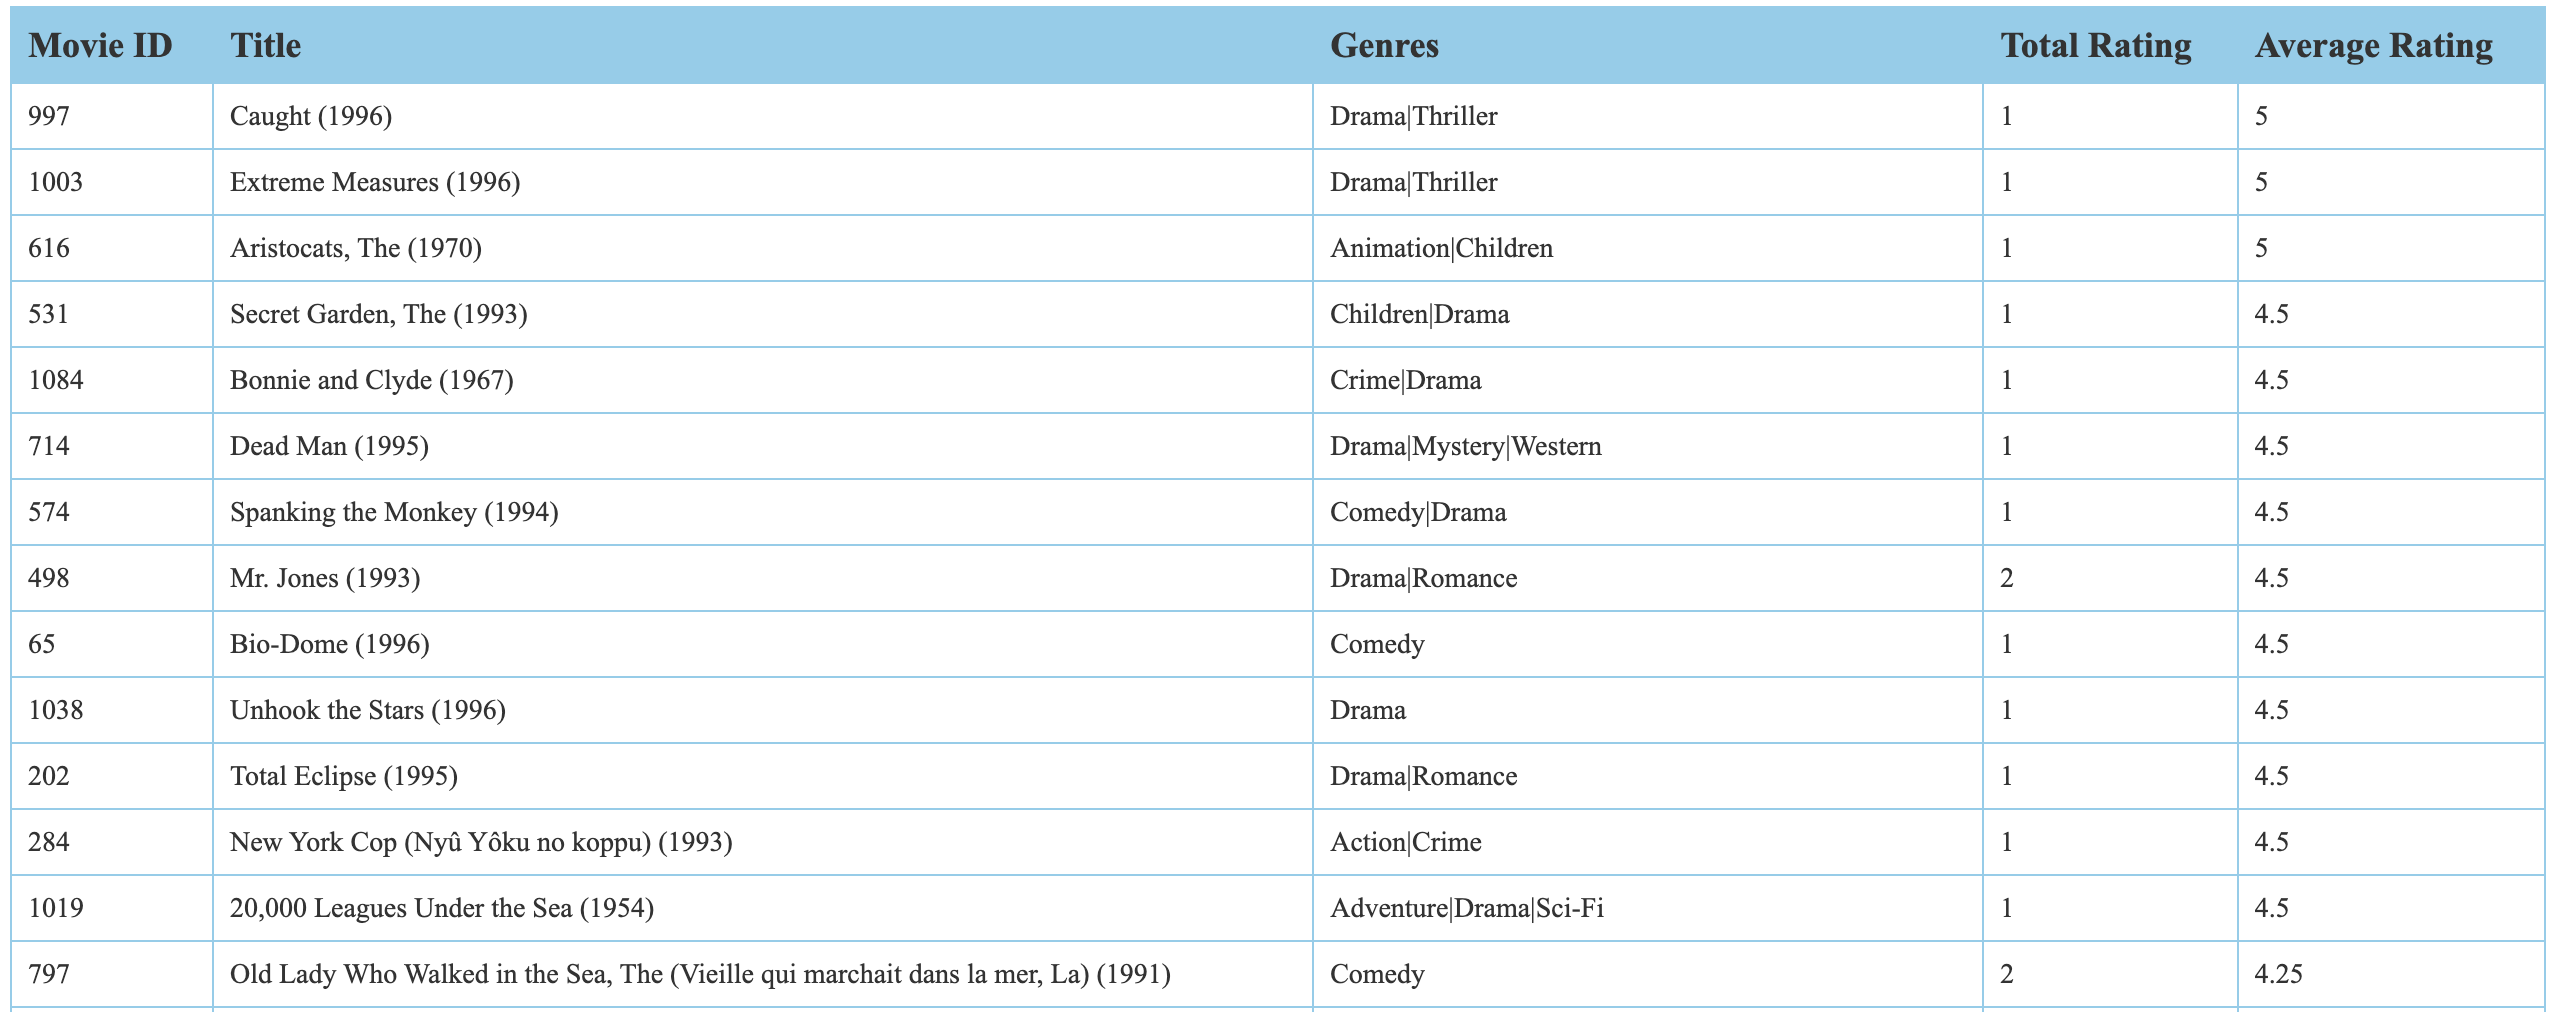 Movie ID Title Genres Total Rating Average Rating
997 Caught (1996) Drama|Thriller 1 5
1003 Extreme Measures (1996) Drama|Thriller 1 5
616 Aristocats, The (1970) Animation|Children 1 5
531 Secret Garden, The (1993) Children|Drama 1 4.5
1084 Bonnie and Clyde (1967) Crime|Drama 1 4.5
714 Dead Man (1995) Drama|Mystery|Western 1 4.5
574 Spanking the Monkey (1994) Comedy|Drama 1 4.5
498 Mr. Jones (1993) Drama|Romance 2 4.5
65 Bio-Dome (1996) Comedy 1 4.5
1038 Unhook the Stars (1996) Drama 1 4.5
202 Total Eclipse (1995) Drama|Romance 1 4.5
284 New York Cop (Nyû Yôku no koppu) (1993) Action|Crime 1 4.5
1019 20,000 Leagues Under the Sea (1954) Adventure|Drama|Sci-Fi 1 4.5
797 Old Lady Who Walked in the Sea, The (Vieille qui marchait dans la mer, La) (1991) Comedy 2 4.25